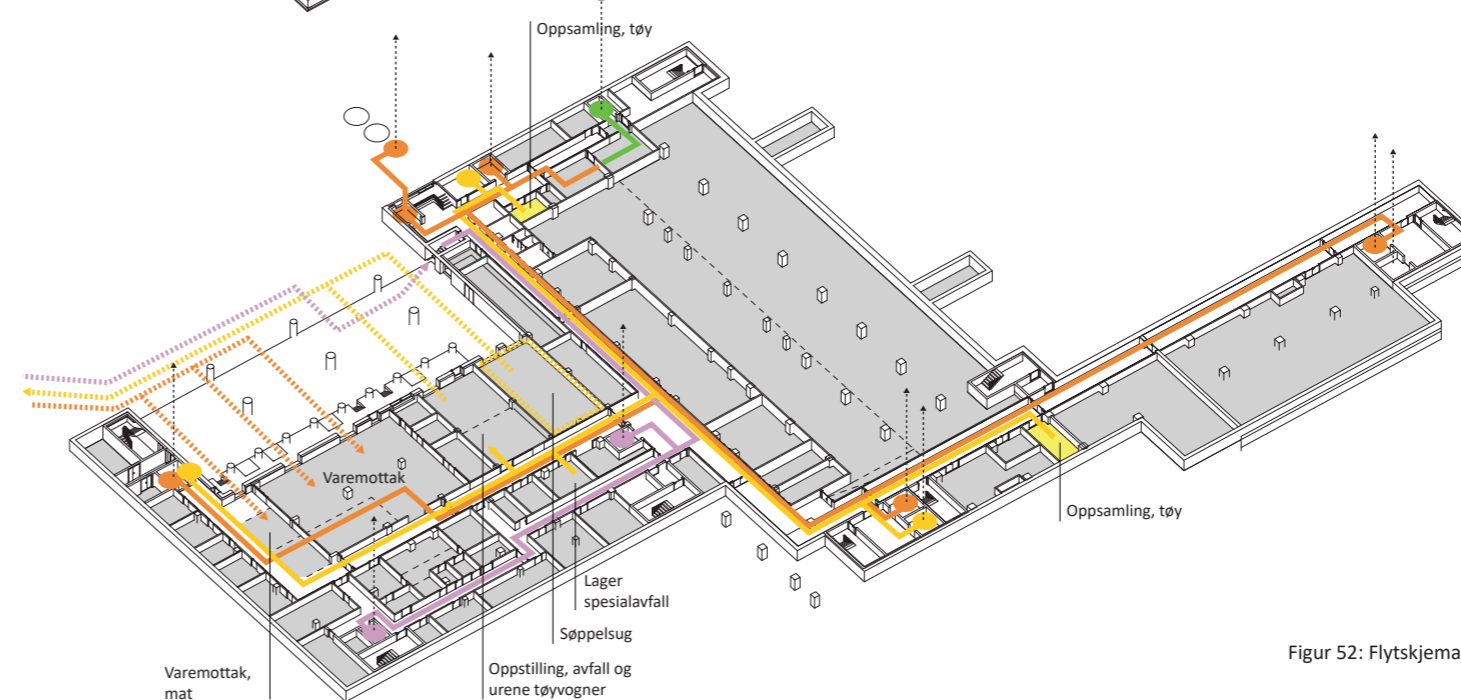 Oppsamling, tøy
Varemottak
Oppsamling, tøy
Lager
spesialavfall
Søppelsug
Oppstilling, avfall og
urene tøyvogner
Varemottak,
mat
Figur 52: Flytskjema